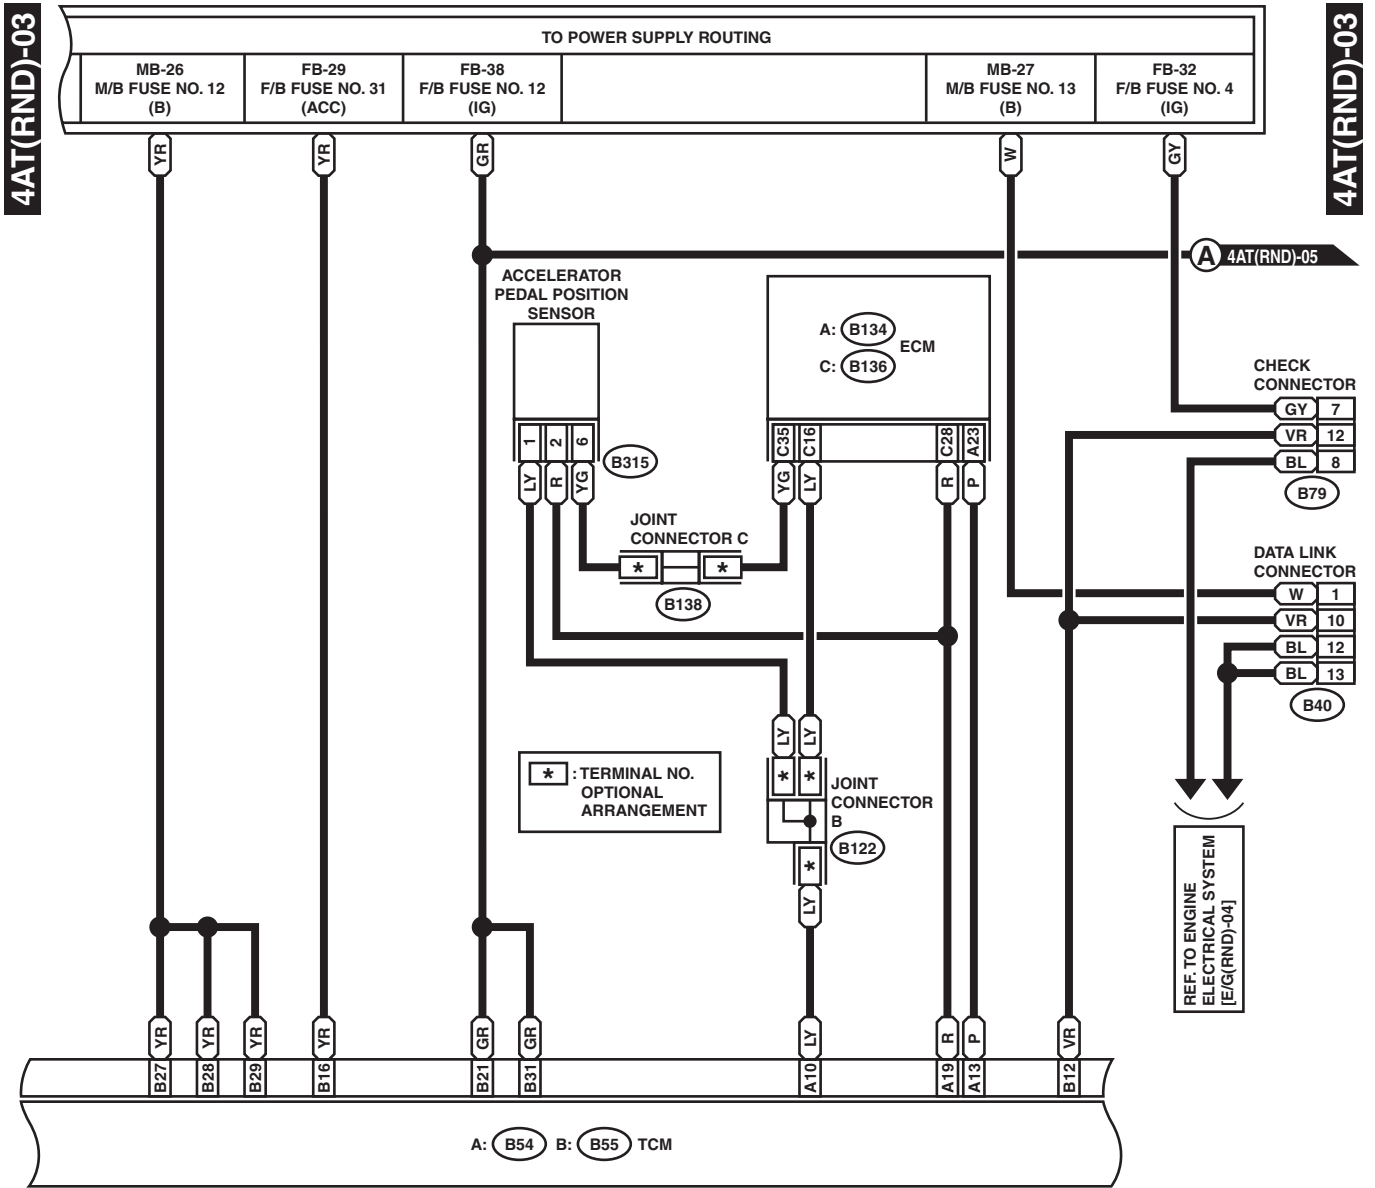 4AT(RND)-03
4AT(RND)-03
TO POWER SUPPLY ROUTING
MB-26
M/B FUSE NO. 12
(B)
FB-29
F/B FUSE NO. 31
(ACC)
FB-38
F/B FUSE NO. 12
(IG)
MB-27
M/B FUSE NO. 13
(B)
FB-32
F/B FUSE NO. 4
(IG)
YR
YR
GR
W
GY
A
4AT(RND)-05
ACCELERATOR
PEDAL POSITION
SENSOR
A: B134
ECM
C: B136
CHECK
CONNECTOR
GY 7
VR 12
BL 8
B79
1 2 6
B315
LY R YG
C35 C16 C28 A23
YG LY R P
JOINT
CONNECTOR C
* *
B138
DATA LINK
CONNECTOR
W 1
VR 10
BL 12
BL 13
B40
LY LY
* *
JOINT
CONNECTOR
B
B122
*
LY
* : TERMINAL NO.
OPTIONAL
ARRANGEMENT
REF. TO ENGINE
ELECTRICAL SYSTEM
[E/G(RND)-04]
YR YR YR YR GR GR LY R P VR
B27 B28 B29 B16 B21 B31 A10 A19 A13 B12
A: B54 B: B55 TCM